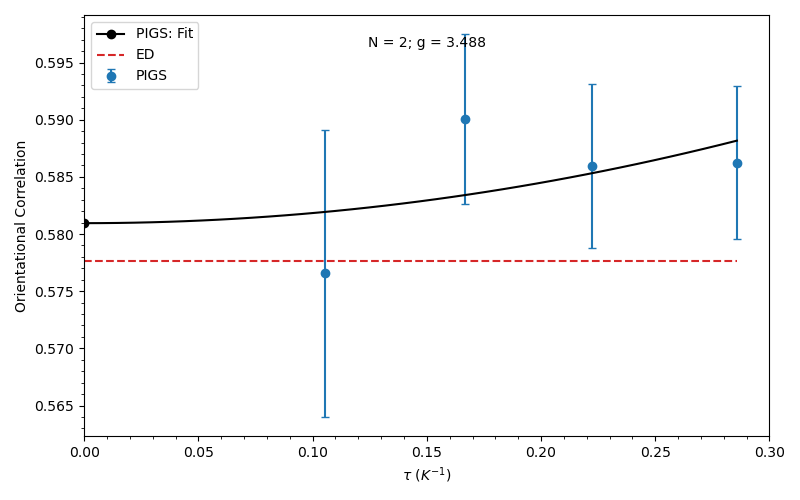 PIGS: Fit
ED
PIGS
N = 2; g = 3.488
Orientational Correlation
0.595
0.590
0.585
0.580
0.575
0.570
0.565
0.00 0.05 0.10 0.15 0.20 0.25 0.30
τ (K⁻¹)